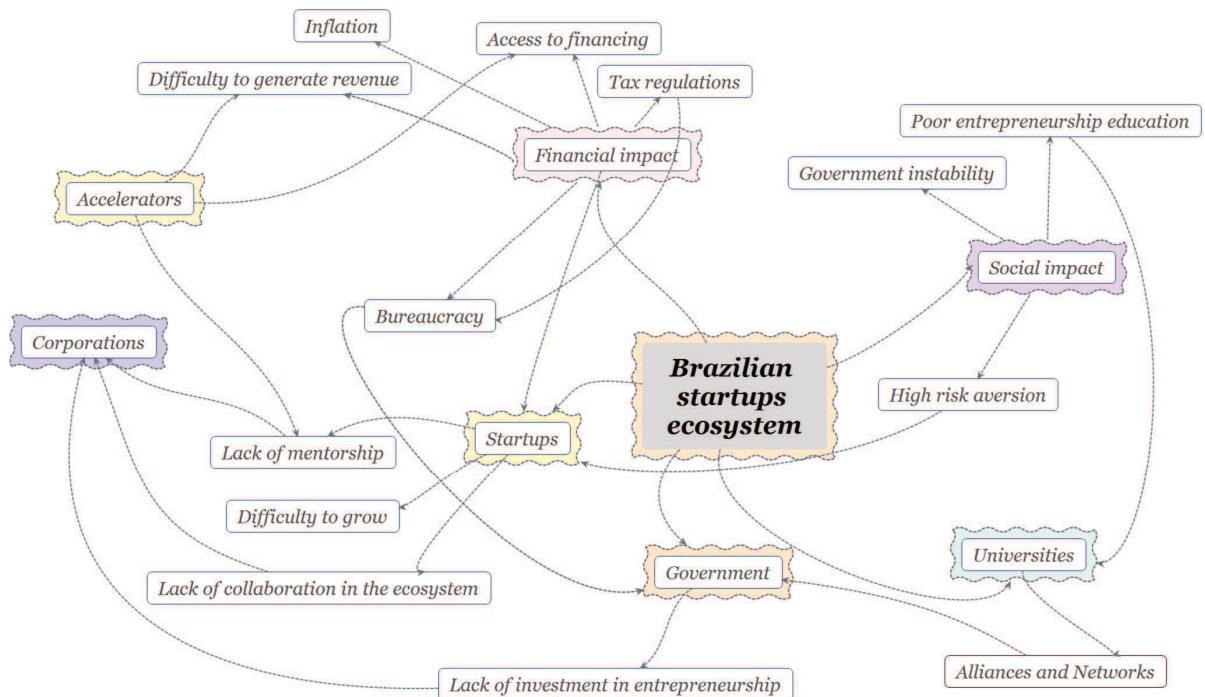 Inflation
Access to financing
Difficulty to generate revenue
Tax regulations
Poor entrepreneurship education
Financial impact
Government instability
Accelerators
Social impact
Bureaucracy
Corporations
Brazilian
startups
ecosystem
High risk aversion
Startups
Lack of mentorship
Difficulty to grow
Universities
Government
Lack of collaboration in the ecosystem
Alliances and Networks
Lack of investment in entrepreneurship